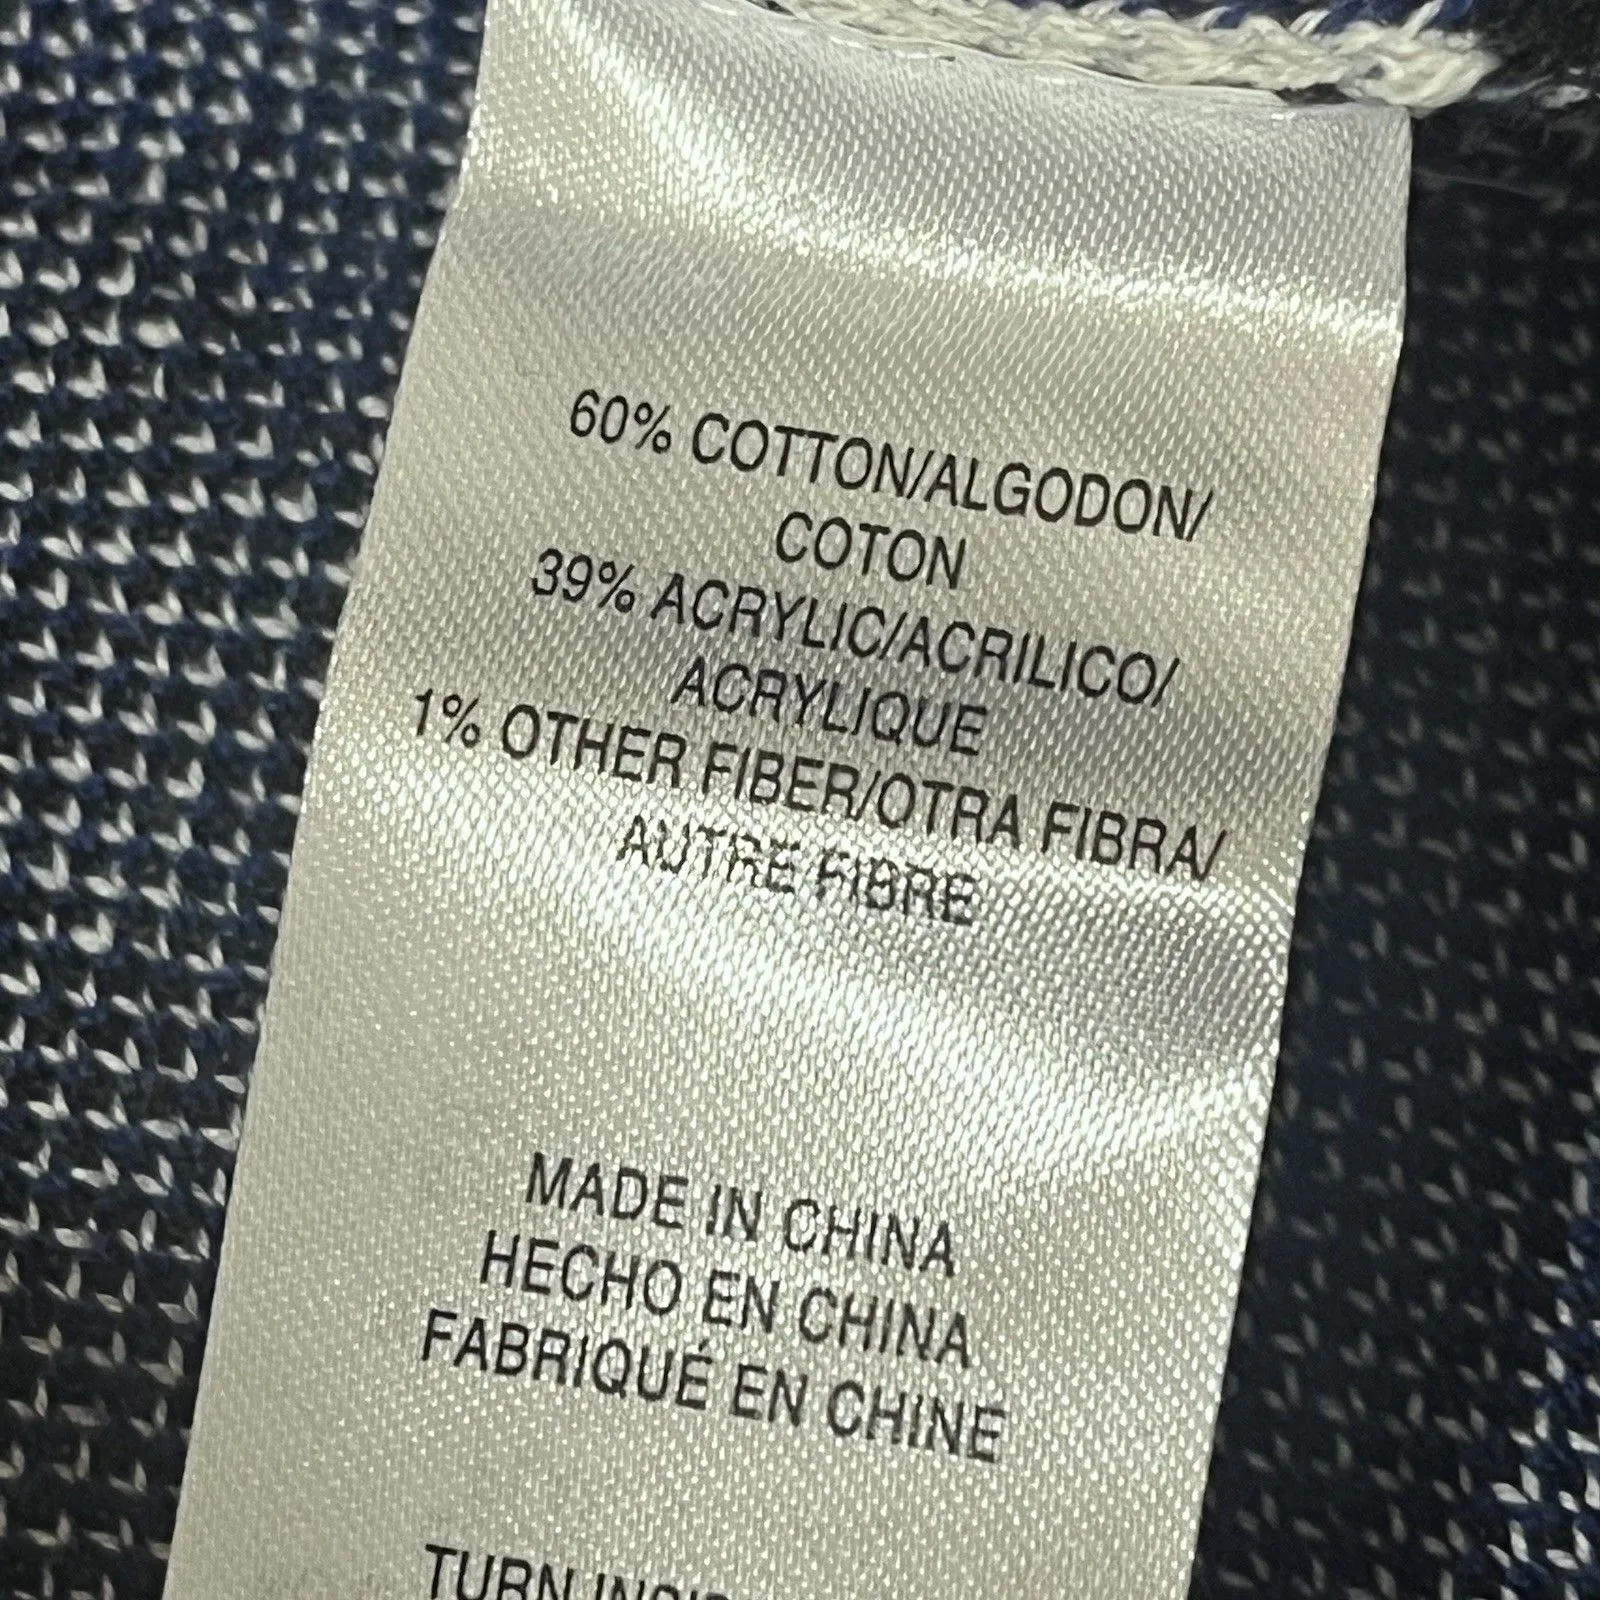 60% COTTON/ALGODON/
COTON
39% ACRYLIC/ACRILICO/
ACRYLIQUE
1% OTHER FIBER/OTRA FIBRA/
AUTRE FIBRE
MADE IN CHINA
HECHO EN CHINA
FABRIQUÉ EN CHINE
TURN